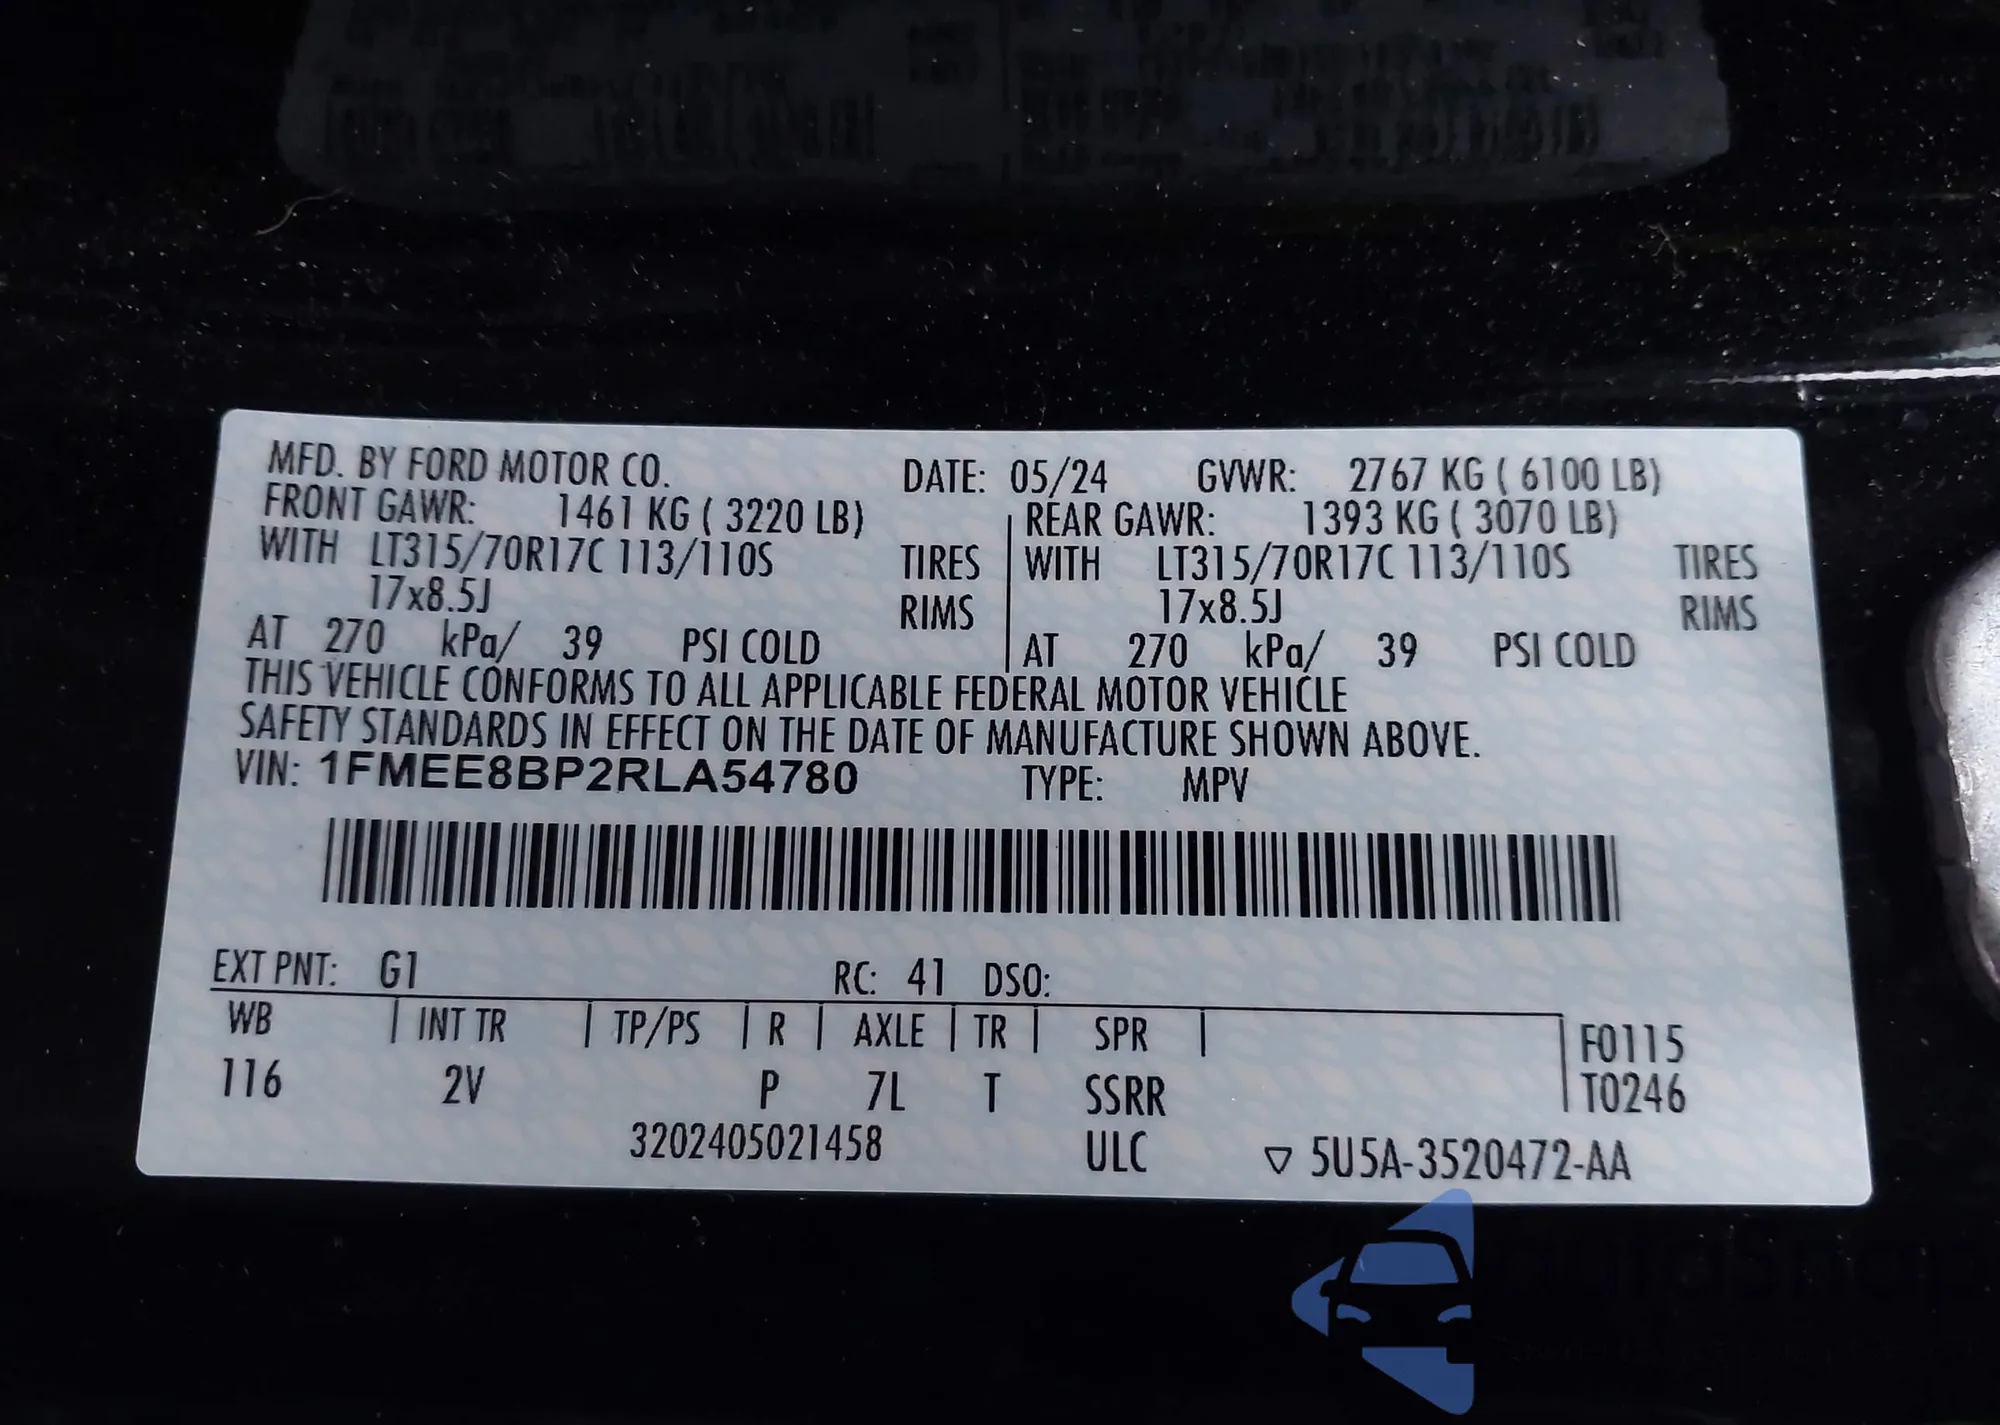 MFD. BY FORD MOTOR CO. DATE: 05/24 GVWR: 2767 KG ( 6100 LB)
FRONT GAWR: 1461 KG ( 3220 LB) REAR GAWR: 1393 KG ( 3070 LB)
WITH LT315/70R17C 113/110S TIRES WITH LT315/70R17C 113/110S TIRES
17x8.5J RIMS 17x8.5J RIMS
AT 270 kPa/ 39 PSI COLD AT 270 kPa/ 39 PSI COLD
THIS VEHICLE CONFORMS TO ALL APPLICABLE FEDERAL MOTOR VEHICLE
SAFETY STANDARDS IN EFFECT ON THE DATE OF MANUFACTURE SHOWN ABOVE.
VIN: 1FMEE8BP2RLA54780 TYPE: MPV
EXT PNT: G1 RC: 41 DSO:
WB INT TR TP/PS R AXLE TR SPR F0115
116 2V P 7L T SSRR T0246
3202405021458 ULC ▽ 5U5A-3520472-AA